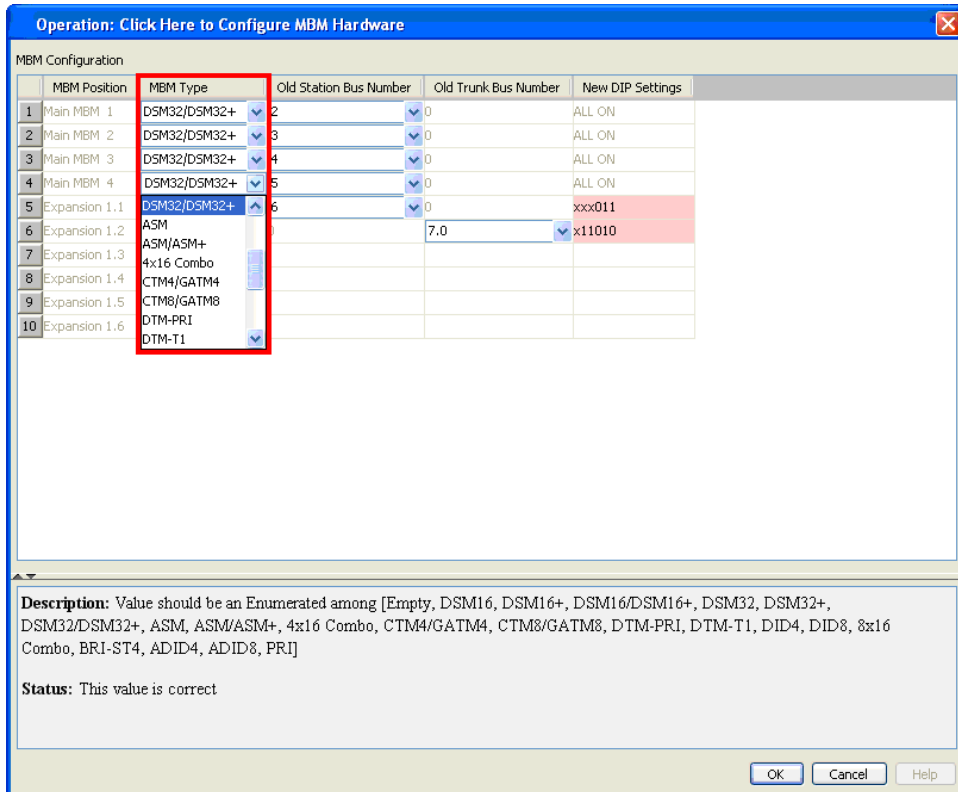 Operation: Click Here to Configure MBM Hardware
MBM Configuration
MBM Position MBM Type Old Station Bus Number Old Trunk Bus Number New DIP Settings
1 Main MBM 1 DSM32/DSM32+ 2 0 ALL ON
2 Main MBM 2 DSM32/DSM32+ 3 0 ALL ON
3 Main MBM 3 DSM32/DSM32+ 4 0 ALL ON
4 Main MBM 4 DSM32/DSM32+ 5 0 ALL ON
5 Expansion 1.1 DSM32/DSM32+ 6 0 xxx011
6 Expansion 1.2 ASM 0 7.0 x11010
ASM/ASM+
7 Expansion 1.3 4x16 Combo
8 Expansion 1.4 CTM4/GATM4
9 Expansion 1.5 CTM8/GATM8
10 Expansion 1.6 DTM-PRI
DTM-T1
Description: Value should be an Enumerated among [Empty, DSM16, DSM16+, DSM16/DSM16+, DSM32, DSM32+,
DSM32/DSM32+, ASM, ASM/ASM+, 4x16 Combo, CTM4/GATM4, CTM8/GATM8, DTM-PRI, DTM-T1, DID4, DID8, 8x16
Combo, BRI-ST4, ADID4, ADID8, PRI]
Status: This value is correct
OK Cancel Help